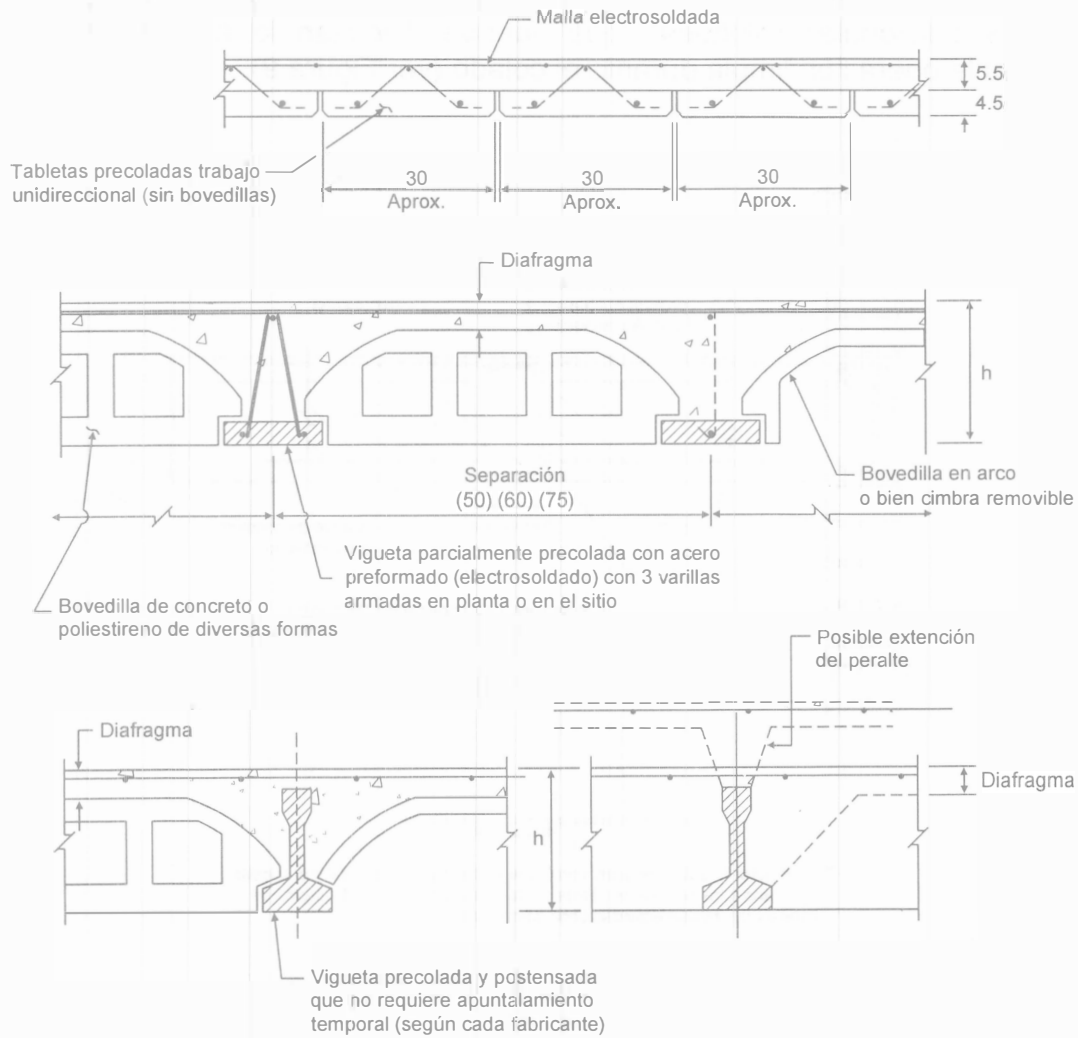 Malla electrosoldada
5.5
4.5
Tabletas precoladas trabajo
unidireccional (sin bovedillas)
30
Aprox.
30
Aprox.
30
Aprox.
Diafragma
h
Separación
(50) (60) (75)
Bovedilla en arco
o bien cimbra removible
Vigueta parcialmente precolada con acero
preformado (electrosoldado) con 3 varillas
armadas en planta o en el sitio
Bovedilla de concreto o
poliestireno de diversas formas
Posible extención
del peralte
Diafragma
h
Diafragma
Vigueta precolada y postensada
que no requiere apuntalamiento
temporal (según cada fabricante)